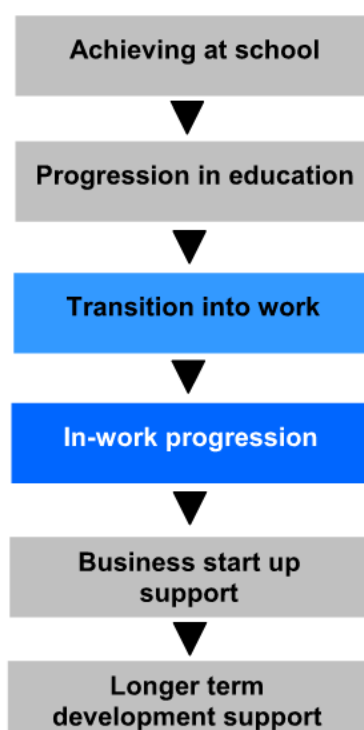 Achieving at school
Progression in education
Transition into work
In-work progression
Business start up
support
Longer term
development support